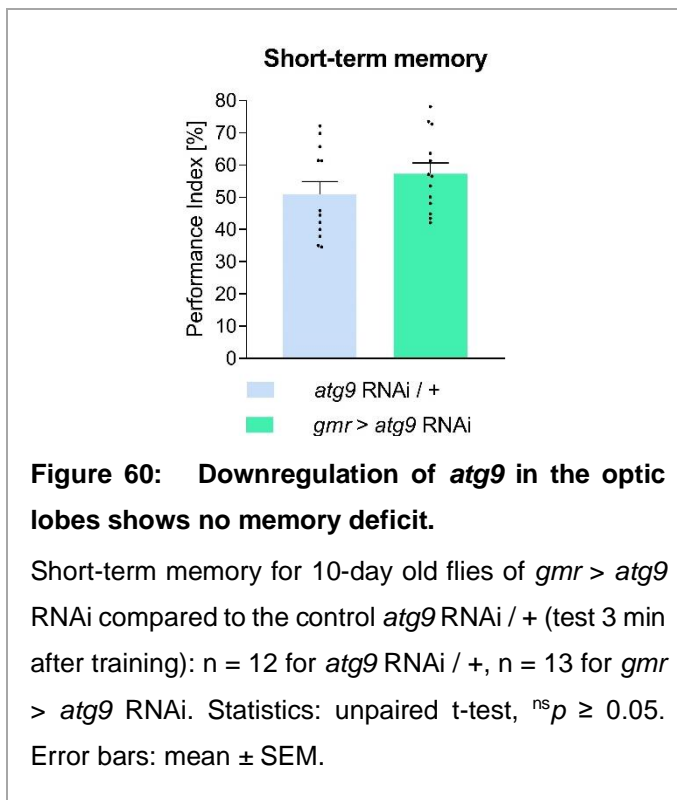 Short-term memory
Performance Index [%]
80
70
60
50
40
30
20
10
0
atg9 RNAi / +
gmr > atg9 RNAi
Figure 60: Downregulation of atg9 in the optic
lobes shows no memory deficit.
Short-term memory for 10-day old flies of gmr > atg9
RNAi compared to the control atg9 RNAi / + (test 3 min
after training): n = 12 for atg9 RNAi / +, n = 13 for gmr
> atg9 RNAi. Statistics: unpaired t-test, ns p ≥ 0.05.
Error bars: mean ± SEM.